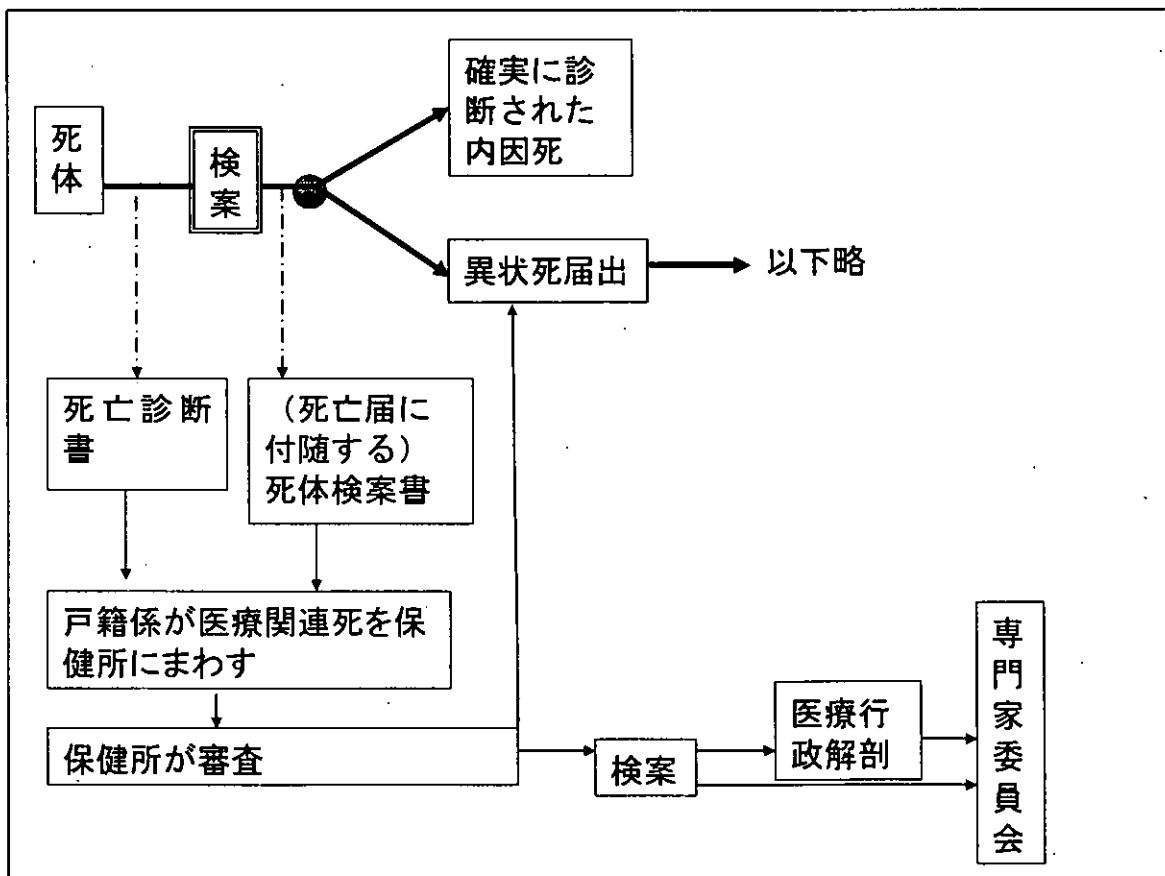 死体
検案
確実に診
断された
内因死
異状死届出
以下略
死亡診断
書
（死亡届に
付随する）
死体検案書
戸籍係が医療関連死を保
健所にまわす
保健所が審査
検案
医療行
政解剖
専門家委員会